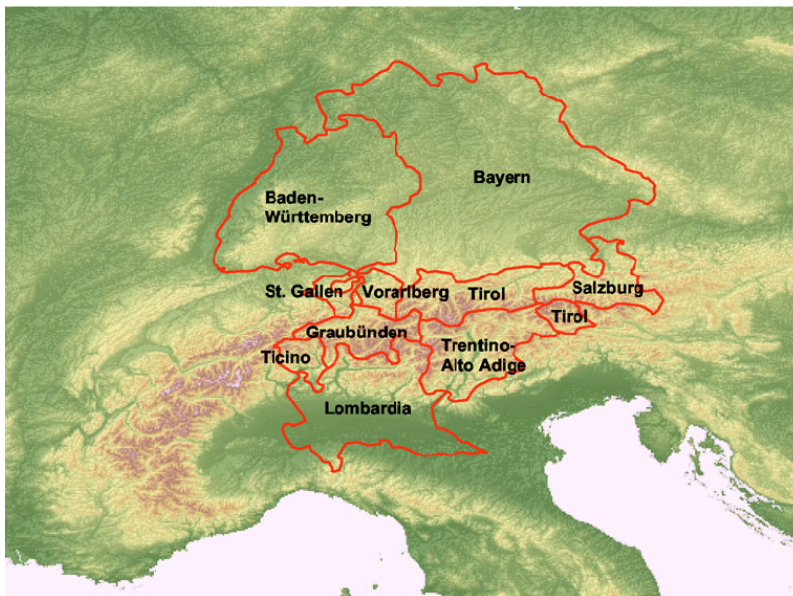 Bayern
Baden-
Württemberg
St. Gallen
Vorarlberg
Tirol
Salzburg
Tirol
Graubünden
Ticino
Trentino-
Alto Adige
Lombardia